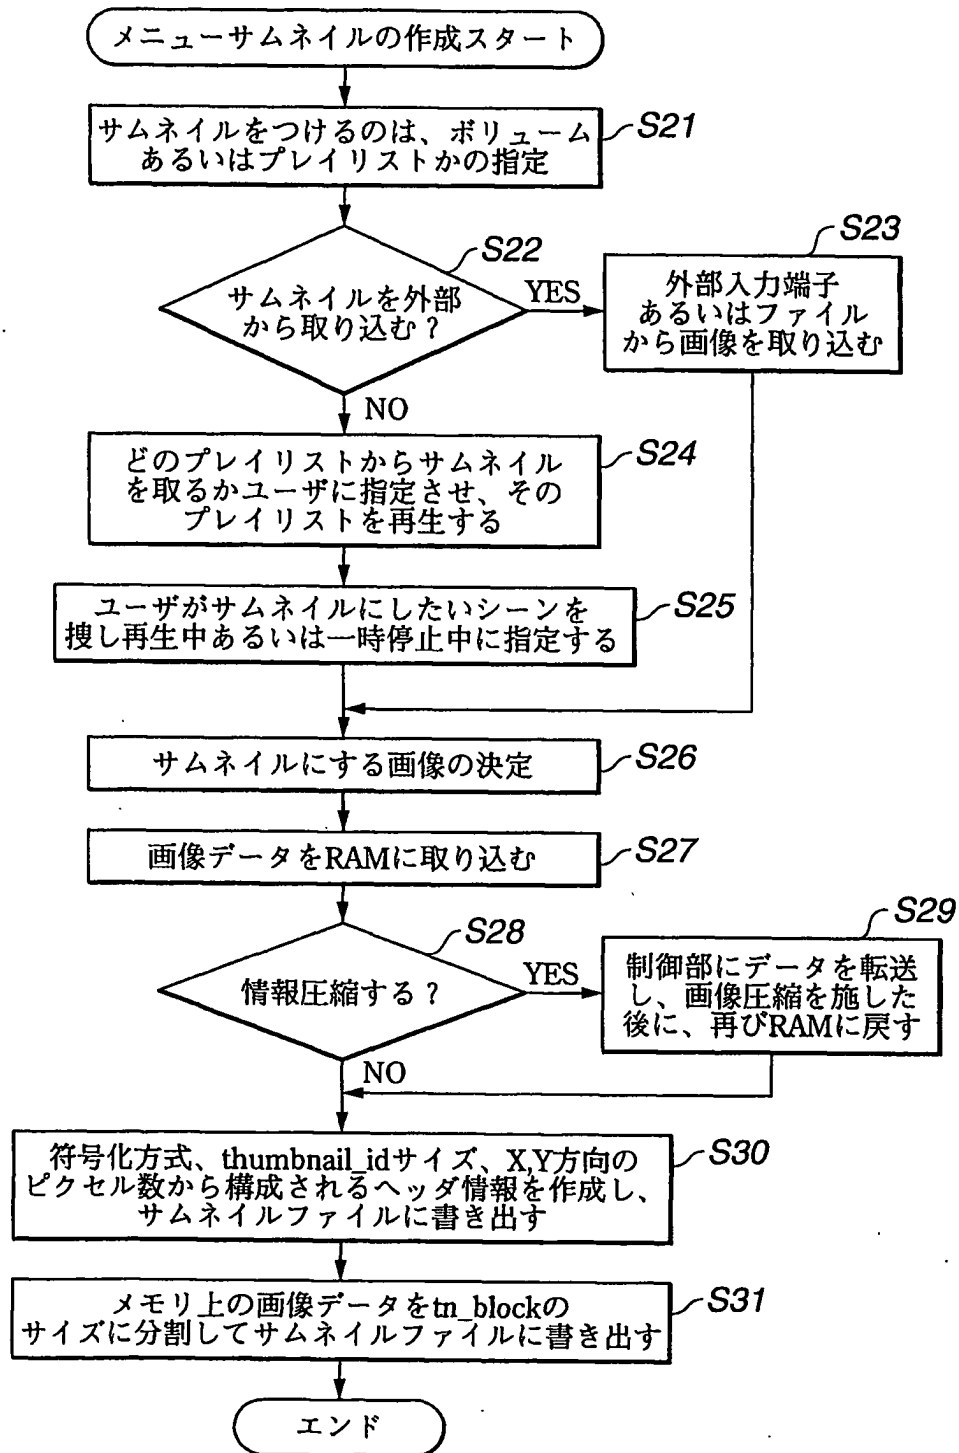 メニューサムネイルの作成スタート
サムネイルをつけるのは、ボリューム
あるいはプレイリストかの指定
S21
サムネイルを外部
から取り込む?
S22
YES
NO
外部入力端子
あるいはファイル
から画像を取り込む
S23
どのプレイリストからサムネイル
を取るかユーザに指定させ、その
プレイリストを再生する
S24
ユーザがサムネイルにしたいシーンを
捜し再生中あるいは一時停止中に指定する
S25
サムネイルにする画像の決定
S26
画像データをRAMに取り込む
S27
情報圧縮する?
S28
YES
NO
制御部にデータを転送
し、画像圧縮を施した
後に、再びRAMに戻す
S29
符号化方式、thumbnail_idサイズ、X,Y方向の
ピクセル数から構成されるヘッダ情報を作成し、
サムネイルファイルに書き出す
S30
メモリ上の画像データをtn_blockの
サイズに分割してサムネイルファイルに書き出す
S31
エンド